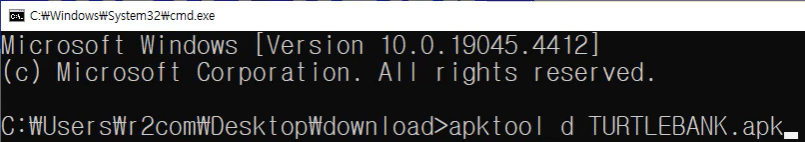 C:₩Windows₩System32₩cmd.exe
Microsoft Windows [Version 10.0.19045.4412]
(c) Microsoft Corporation. All rights reserved.
C:₩Users₩r2com₩Desktop₩download>apktool d TURTLEBANK.apk